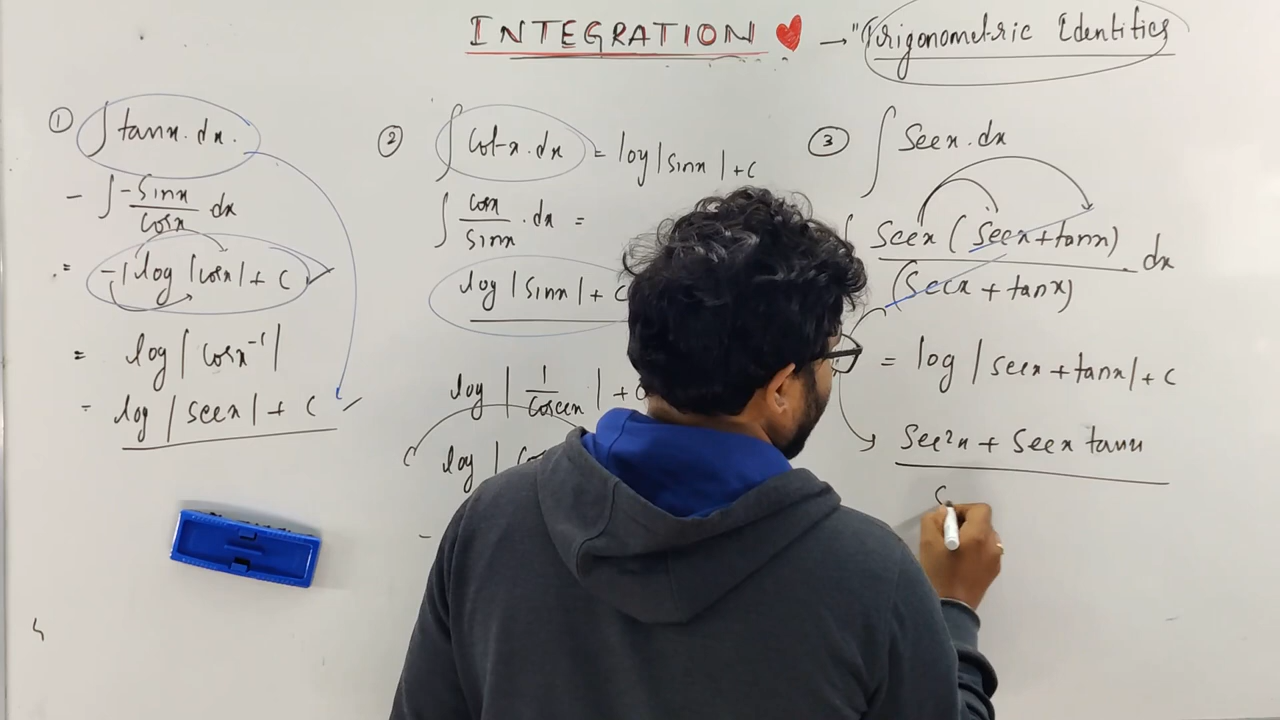 INTEGRATION ❤ → "Trigonometric Identities
① ∫ tanx. dx.
- ∫ -sinx/cosx dx
= -1 log |cosx| + C
= log | cosx⁻¹ |
= log | secx | + C
② ∫ cot x. dx = log |sinx| + c
∫ cosx/sinx . dx =
log | sinx | + C
log | 1/cosecx | +
log |
-
③ ∫ Secx. dx
∫ Secx (Secx + tanx)/(Secx + tanx) dx
= log | secx + tanx | + c
Sec²x + Secx tanx